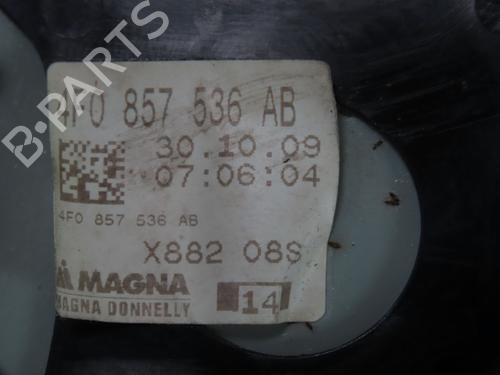 B-PARTS
4F0 857 536 AB
30.10.09
07:06:04
4F0 857 536 AB
X882 08S
MAGNA
MAGNA DONNELLY
14